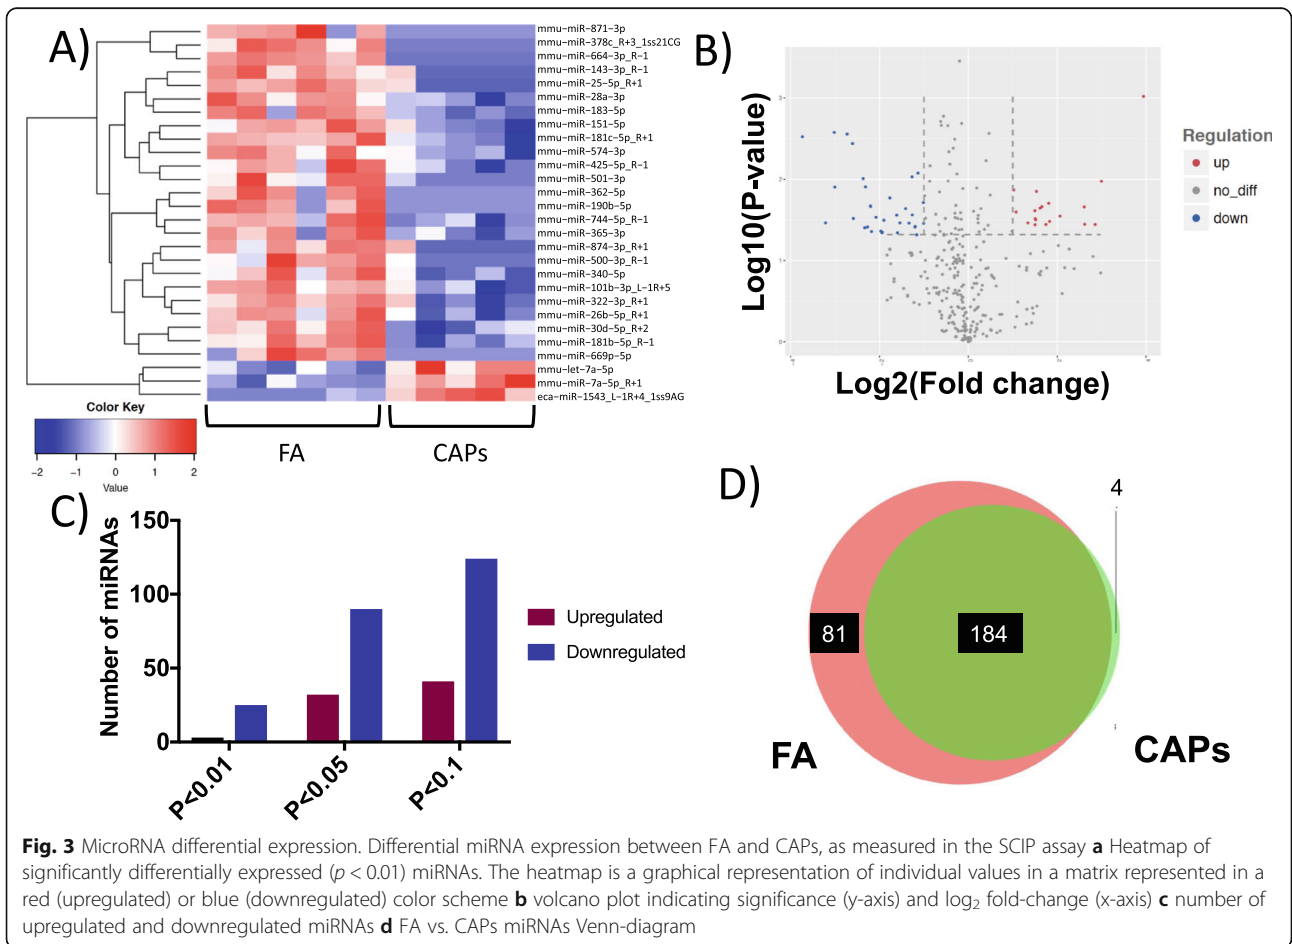 A)
mmu-miR-871-3p
mmu-miR-378c_R+3_1ss21CG
mmu-miR-664-3p_R-1
mmu-miR-143-3p_R-1
mmu-miR-25-5p_R+1
mmu-miR-28a-3p
mmu-miR-183-5p
mmu-miR-151-5p
mmu-miR-181c-5p_R+1
mmu-miR-574-3p
mmu-miR-425-5p_R-1
mmu-miR-501-3p
mmu-miR-362-5p
mmu-miR-190b-5p
mmu-miR-744-5p_R-1
mmu-miR-365-3p
mmu-miR-874-3p_R+1
mmu-miR-500-3p_R-1
mmu-miR-340-5p
mmu-miR-101b-3p_L-1R+5
mmu-miR-322-3p_R+1
mmu-miR-26b-5p_R+1
mmu-miR-30d-5p_R+2
mmu-miR-181b-5p_R-1
mmu-miR-669p-5p
mmu-let-7a-5p
mmu-miR-7a-5p_R+1
eca-miR-1543_L-1R+4_1ss9AG
FA
CAPs
Color Key
-2 -1 0 1 2
Value
B)
Log10(P-value)
3
2
1
0
Log2(Fold change)
Regulation
up
no_diff
down
C)
Number of miRNAs
150
100
50
0
P<0.01
P<0.05
P<0.1
Upregulated
Downregulated
D)
4
81
184
FA
CAPs
Fig. 3 MicroRNA differential expression. Differential miRNA expression between FA and CAPs, as measured in the SCIP assay a Heatmap of
significantly differentially expressed (p < 0.01) miRNAs. The heatmap is a graphical representation of individual values in a matrix represented in a
red (upregulated) or blue (downregulated) color scheme b volcano plot indicating significance (y-axis) and log2 fold-change (x-axis) c number of
upregulated and downregulated miRNAs d FA vs. CAPs miRNAs Venn-diagram